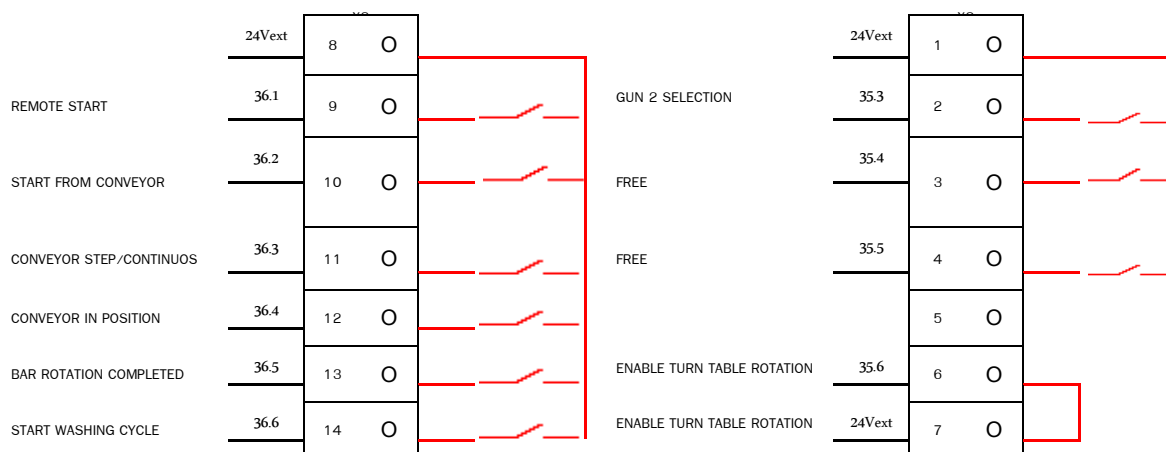 24Vext 8 O
REMOTE START 36.1 9 O
START FROM CONVEYOR 36.2 10 O
CONVEYOR STEP/CONTINUOS 36.3 11 O
CONVEYOR IN POSITION 36.4 12 O
BAR ROTATION COMPLETED 36.5 13 O
START WASHING CYCLE 36.6 14 O
24Vext 1 O
GUN 2 SELECTION 35.3 2 O
FREE 35.4 3 O
FREE 35.5 4 O
5 O
ENABLE TURN TABLE ROTATION 35.6 6 O
ENABLE TURN TABLE ROTATION 24Vext 7 O